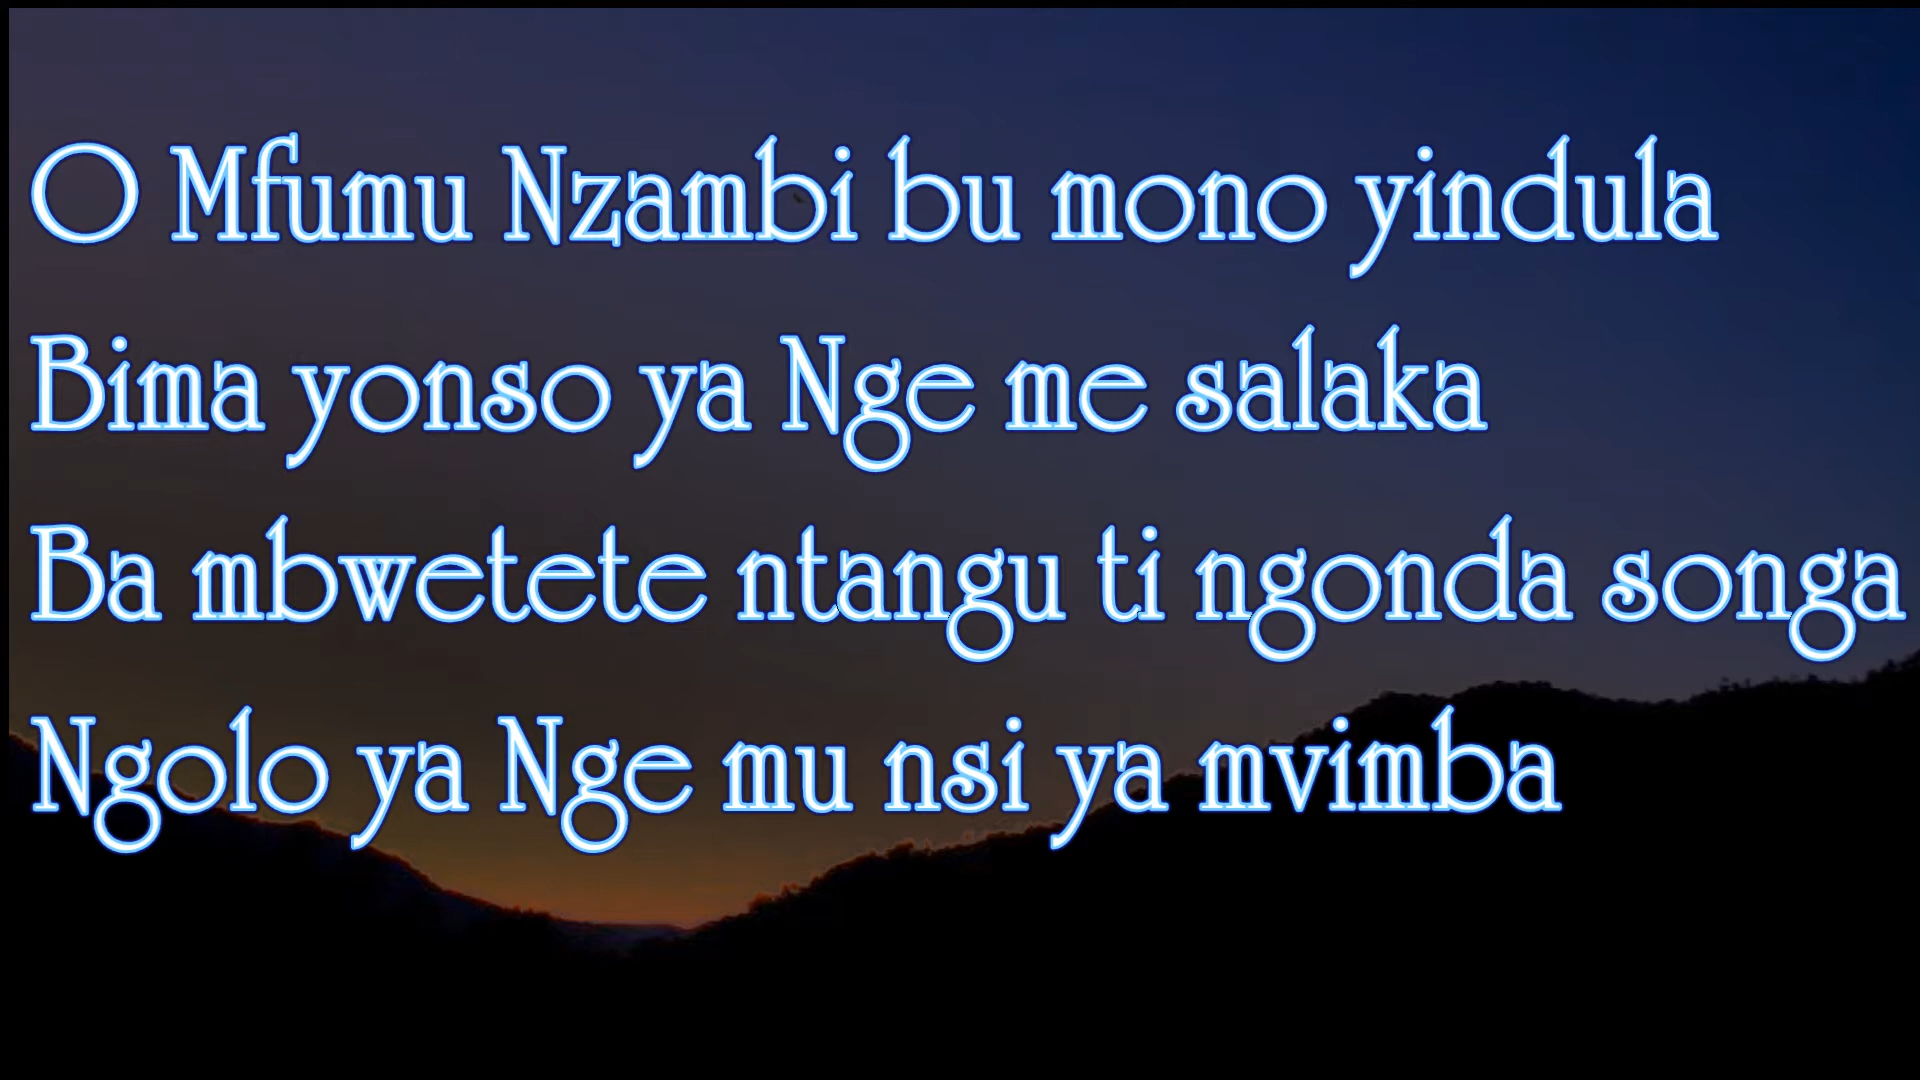 O Mfumu Nzambi bu mono yindula
Bima yonso ya Nge me salaka
Ba mbwetete ntangu ti ngonda songa
Ngolo ya Nge mu nsi ya mvimba